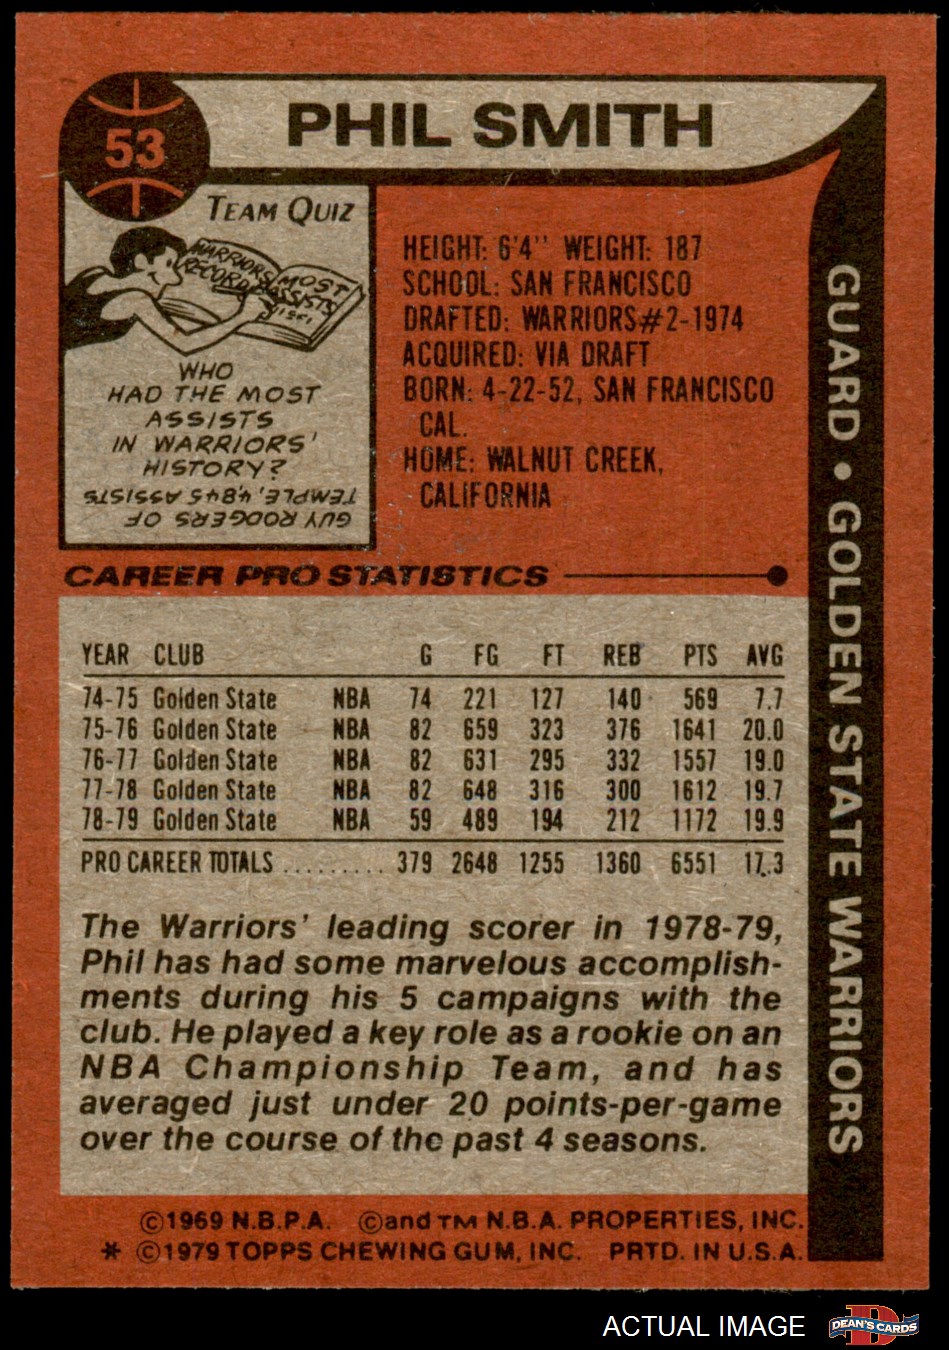 53
PHIL SMITH
TEAM QUIZ
WARRIORS
RECORD
MOST
ASSISTS
1951
WHO
HAD THE MOST
ASSISTS
IN WARRIORS'
HISTORY?
GUY RODGERS OF
TEMPLE, 4,845 ASSISTS
HEIGHT: 6'4'' WEIGHT: 187
SCHOOL: SAN FRANCISCO
DRAFTED: WARRIORS#2-1974
ACQUIRED: VIA DRAFT
BORN: 4-22-52, SAN FRANCISCO
CAL.
HOME: WALNUT CREEK,
CALIFORNIA
GUARD • GOLDEN STATE WARRIORS
CAREER PRO STATISTICS
YEAR CLUB G FG FT REB PTS AVG
74-75 Golden State NBA 74 221 127 140 569 7.7
75-76 Golden State NBA 82 659 323 376 1641 20.0
76-77 Golden State NBA 82 631 295 332 1557 19.0
77-78 Golden State NBA 82 648 316 300 1612 19.7
78-79 Golden State NBA 59 489 194 212 1172 19.9
PRO CAREER TOTALS ......... 379 2648 1255 1360 6551 17.3
The Warriors' leading scorer in 1978-79,
Phil has had some marvelous accomplish-
ments during his 5 campaigns with the
club. He played a key role as a rookie on an
NBA Championship Team, and has
averaged just under 20 points-per-game
over the course of the past 4 seasons.
©1969 N.B.P.A. ©and TM N.B.A. PROPERTIES, INC.
* ©1979 TOPPS CHEWING GUM, INC. PRTD. IN U.S.A.
ACTUAL IMAGE
D
DEAN'S CARDS